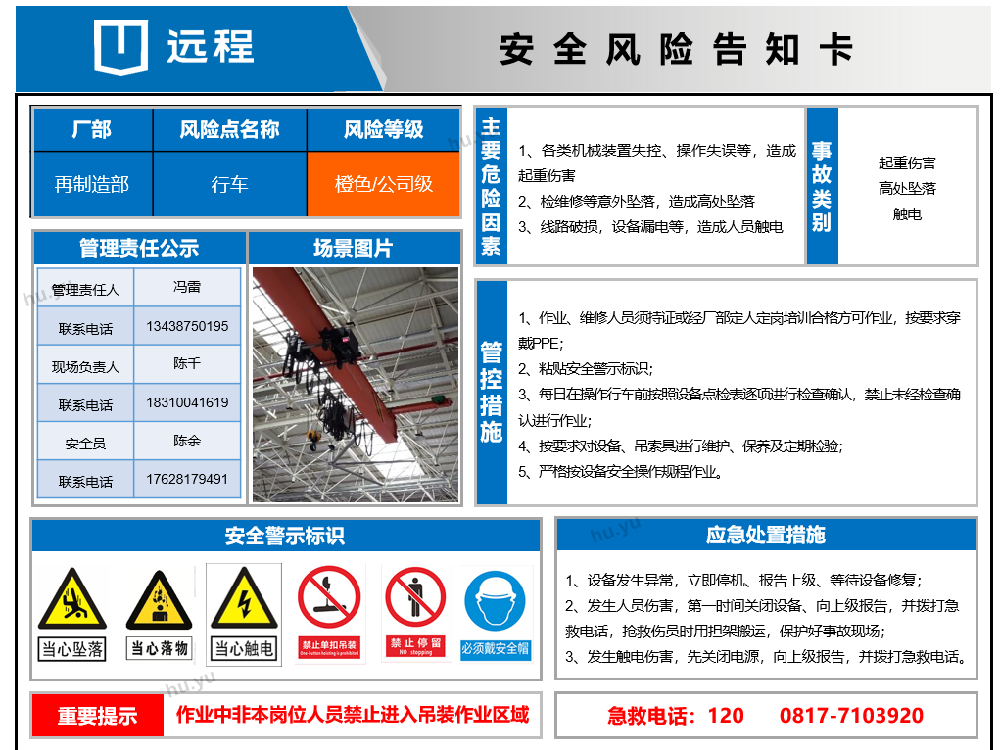 远程
安全风险告知卡
厂部 风险点名称 风险等级
再制造部 行车 橙色/公司级
主要危险因素
1、各类机械装置失控、操作失误等，造成
起重伤害
2、检维修等意外坠落，造成高处坠落
3、线路破损，设备漏电等，造成人员触电
事故类别
起重伤害
高处坠落
触电
管理责任公示 场景图片
管理责任人 冯雷
联系电话 13438750195
现场负责人 陈千
联系电话 18310041619
安全员 陈余
联系电话 17628179491
管控措施
1、作业、维修人员须持证或经厂部定人定岗培训合格方可作业，按要求穿
戴PPE；
2、粘贴安全警示标识；
3、每日在操作行车前按照设备点检表逐项进行检查确认，禁止未经检查确
认进行作业；
4、按要求对设备、吊索具进行维护、保养及定期检验；
5、严格按设备安全操作规程作业。
安全警示标识
当心坠落
当心落物
当心触电
禁止单扣吊装
One-button hoisting is prohibited
禁止停留
NO stopping
必须戴安全帽
应急处置措施
1、设备发生异常，立即停机、报告上级、等待设备修复；
2、发生人员伤害，第一时间关闭设备、向上级报告，并拨打急
救电话，抢救伤员时用担架搬运，保护好事故现场；
3、发生触电伤害，先关闭电源，向上级报告，并拨打急救电话。
重要提示 作业中非本岗位人员禁止进入吊装作业区域
急救电话：120 0817-7103920
hu.yu
hu.yu
hu.yu